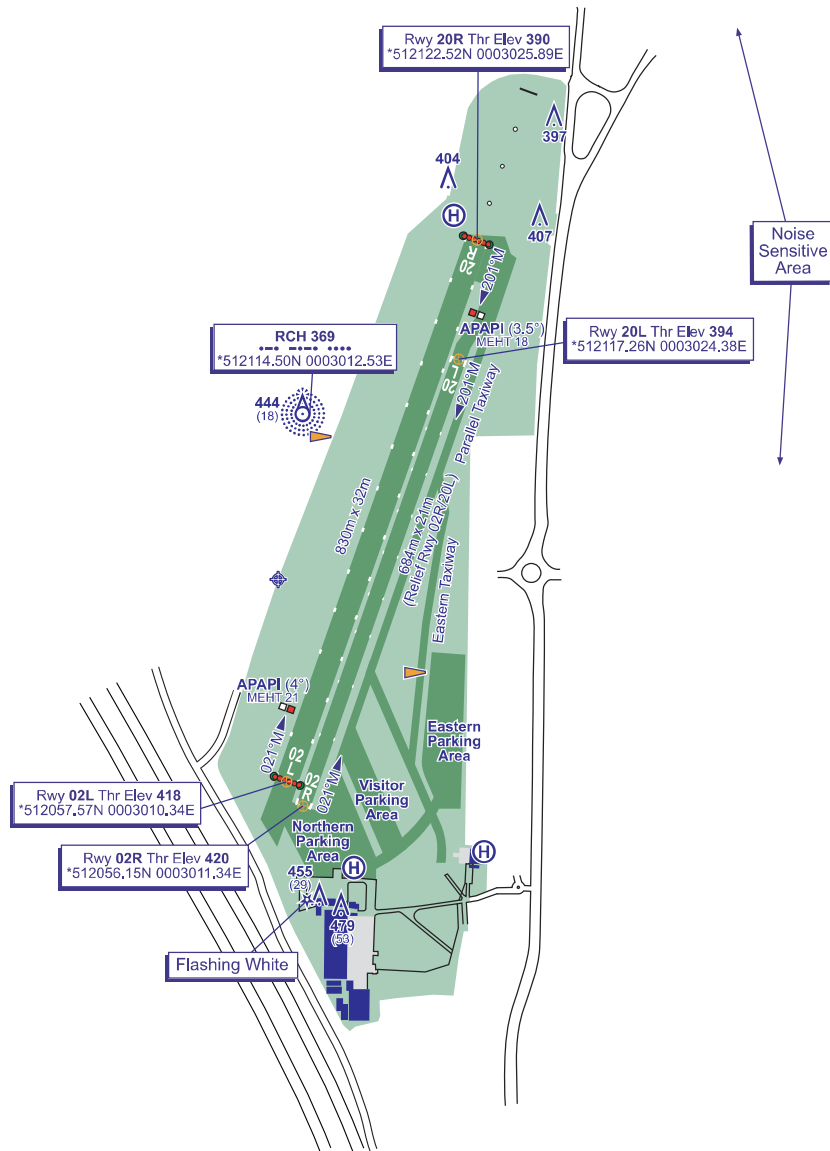 Rwy 20R Thr Elev 390
*512122.52N 0003025.89E
397
404
H
407
Noise
Sensitive
Area
20
R
201°M
APAPI (3.5°)
MEHT 18
RCH 369
*512114.50N 0003012.53E
Rwy 20L Thr Elev 394
*512117.26N 0003024.38E
20
L
201°M
444
(18)
Parallel Taxiway
830m x 32m
684m x 21m
(Relief Rwy 02R/20L)
Eastern Taxiway
APAPI (4°)
MEHT 21
021°M
02
L
02
R
021°M
Eastern
Parking
Area
Visitor
Parking
Area
Rwy 02L Thr Elev 418
*512057.57N 0003010.34E
Northern
Parking
Area
Rwy 02R Thr Elev 420
*512056.15N 0003011.34E
H
H
455
(29)
479
(53)
Flashing White